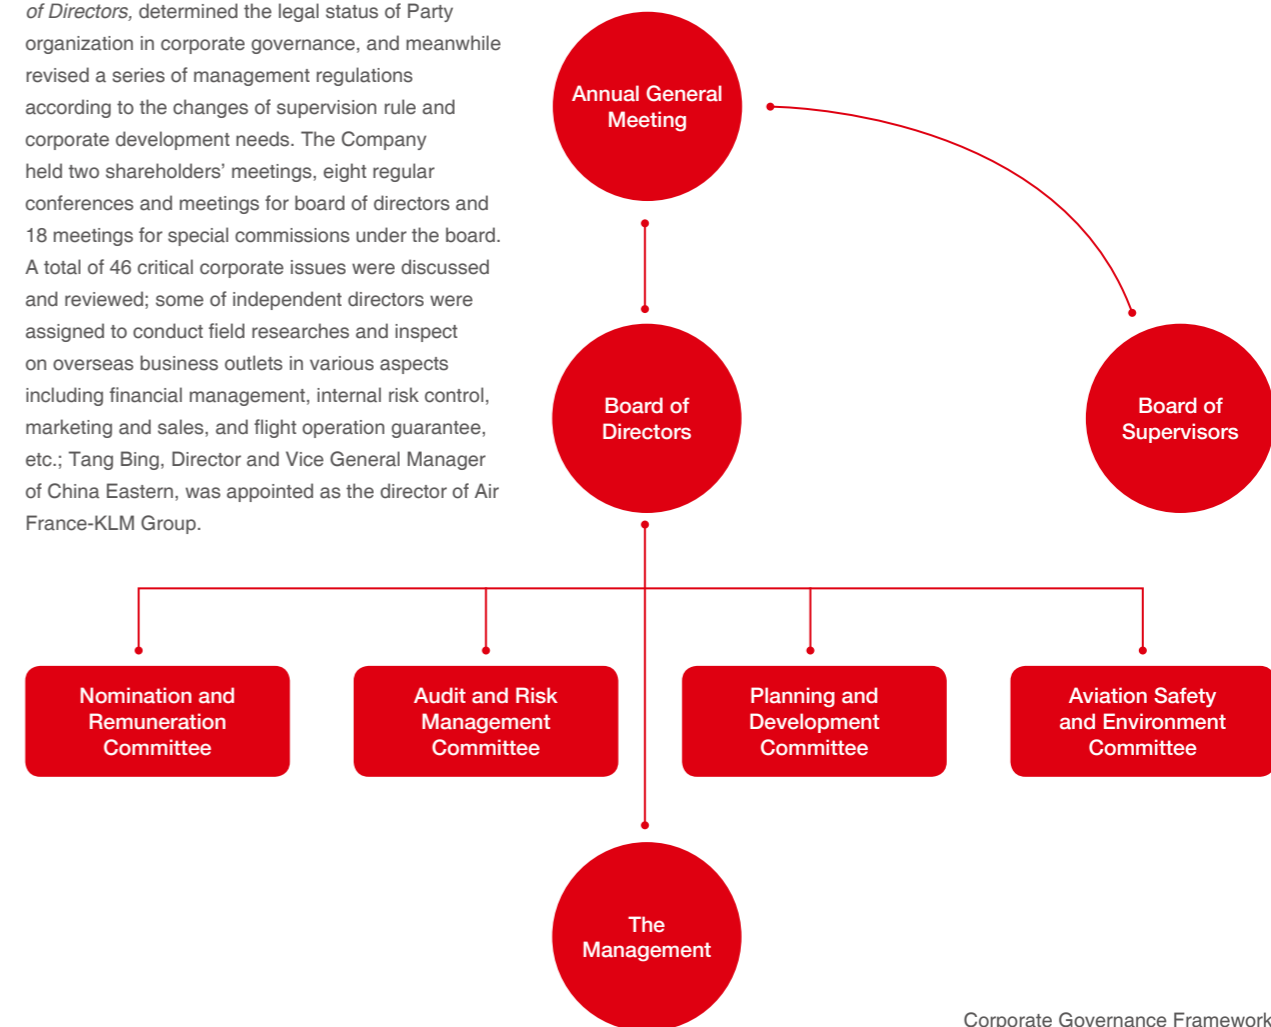 of Directors, determined the legal status of Party
organization in corporate governance, and meanwhile
revised a series of management regulations
according to the changes of supervision rule and
corporate development needs. The Company
held two shareholders’ meetings, eight regular
conferences and meetings for board of directors and
18 meetings for special commissions under the board.
A total of 46 critical corporate issues were discussed
and reviewed; some of independent directors were
assigned to conduct field researches and inspect
on overseas business outlets in various aspects
including financial management, internal risk control,
marketing and sales, and flight operation guarantee,
etc.; Tang Bing, Director and Vice General Manager
of China Eastern, was appointed as the director of Air
France-KLM Group.
Annual General
Meeting
Board of
Directors
Board of
Supervisors
Nomination and
Remuneration
Committee
Audit and Risk
Management
Committee
Planning and
Development
Committee
Aviation Safety
and Environment
Committee
The
Management
Corporate Governance Framework